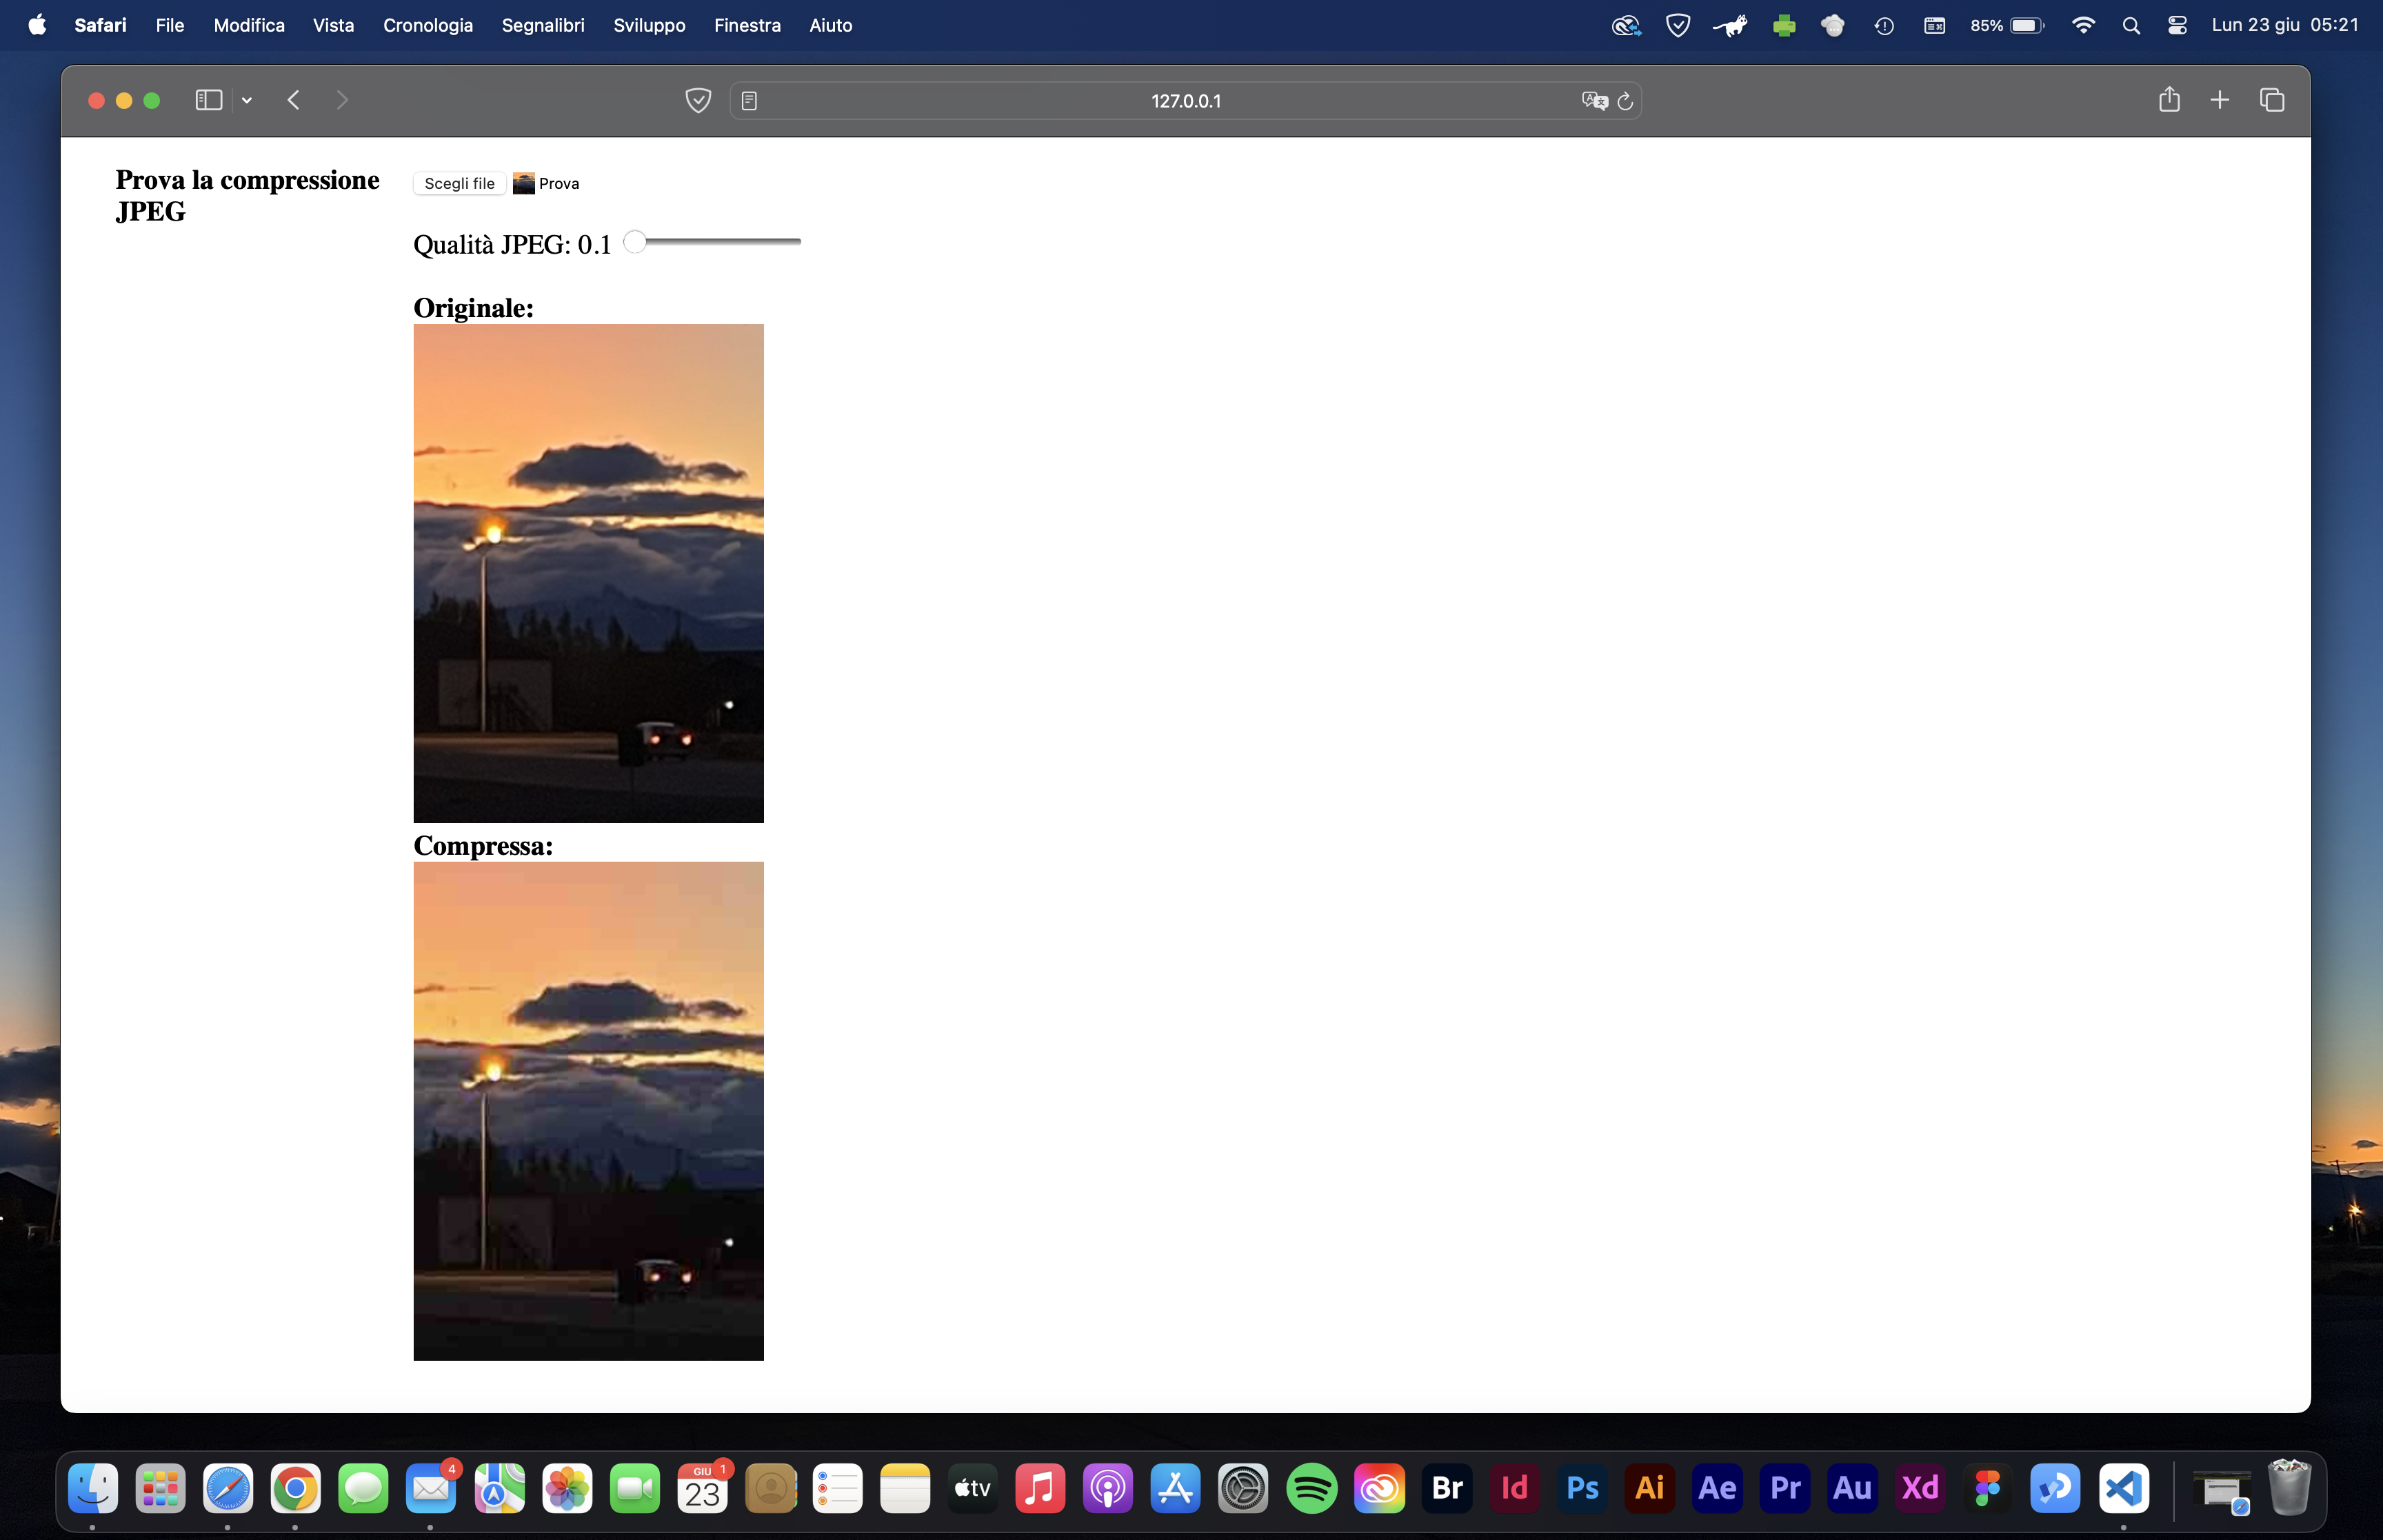 Safari File Modifica Vista Cronologia Segnalibri Sviluppo Finestra Aiuto 85% Lun 23 giu 05:21
127.0.0.1
Prova la compressione
JPEG
Scegli file Prova
Qualità JPEG: 0.1
Originale:
Compressa:
4
GIU 1
23
tv
Br Id Ps Ai Ae Pr Au Xd